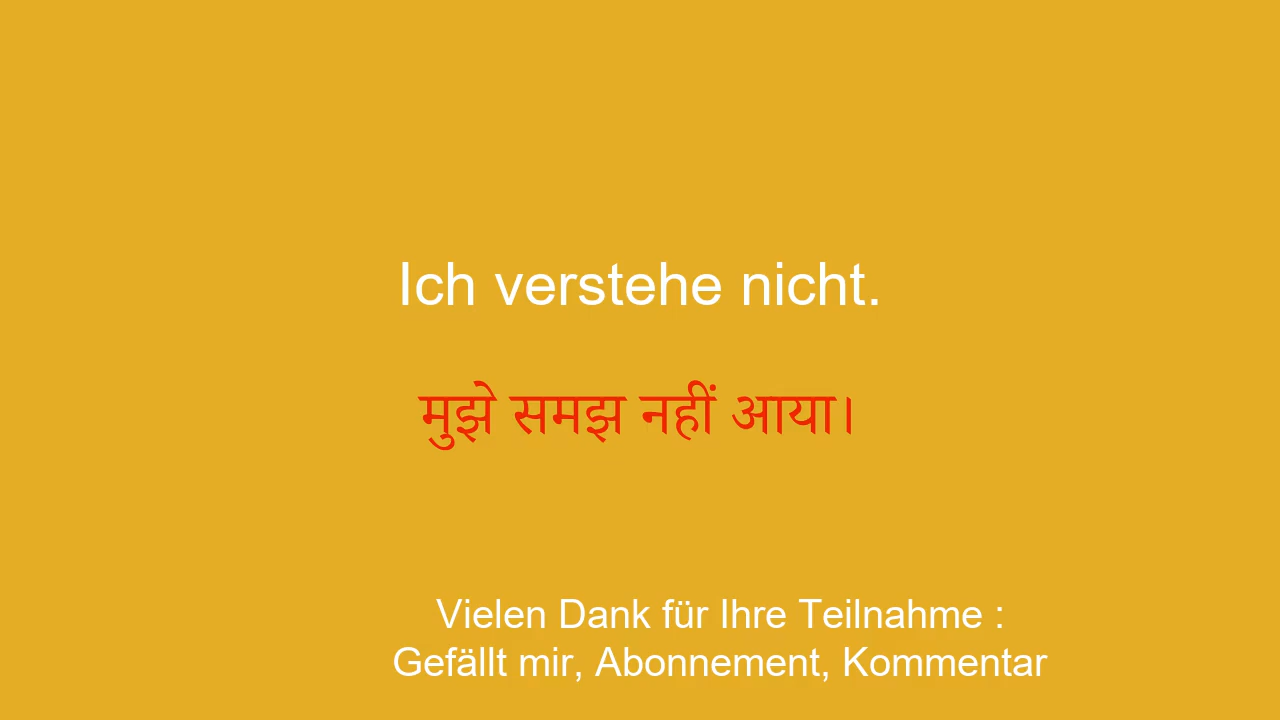 Ich verstehe nicht.
मुझे समझ नहीं आया।
Vielen Dank für Ihre Teilnahme :
Gefällt mir, Abonnement, Kommentar